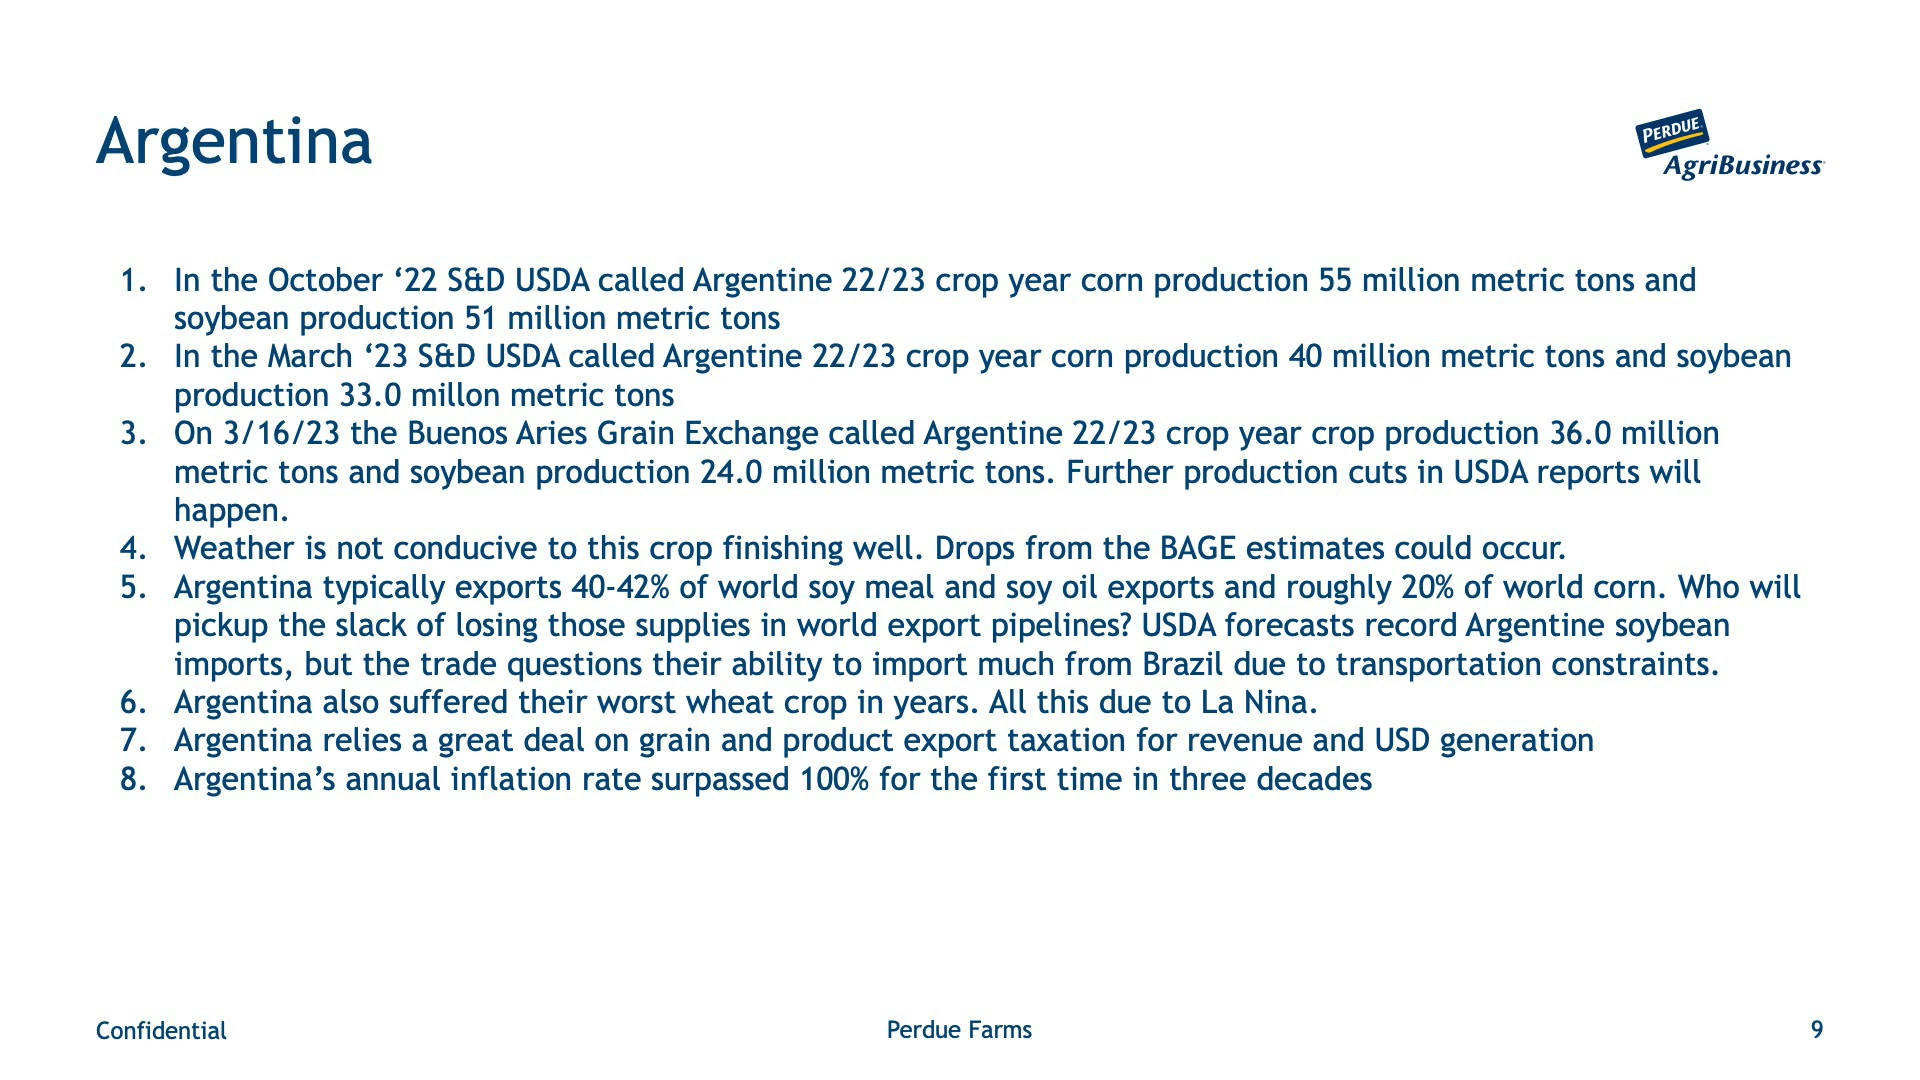 Argentina
PERDUE
AgriBusiness
1. In the October ‘22 S&D USDA called Argentine 22/23 crop year corn production 55 million metric tons and
soybean production 51 million metric tons
2. In the March ‘23 S&D USDA called Argentine 22/23 crop year corn production 40 million metric tons and soybean
production 33.0 millon metric tons
3. On 3/16/23 the Buenos Aries Grain Exchange called Argentine 22/23 crop year crop production 36.0 million
metric tons and soybean production 24.0 million metric tons. Further production cuts in USDA reports will
happen.
4. Weather is not conducive to this crop finishing well. Drops from the BAGE estimates could occur.
5. Argentina typically exports 40-42% of world soy meal and soy oil exports and roughly 20% of world corn. Who will
pickup the slack of losing those supplies in world export pipelines? USDA forecasts record Argentine soybean
imports, but the trade questions their ability to import much from Brazil due to transportation constraints.
6. Argentina also suffered their worst wheat crop in years. All this due to La Nina.
7. Argentina relies a great deal on grain and product export taxation for revenue and USD generation
8. Argentina’s annual inflation rate surpassed 100% for the first time in three decades
Confidential
Perdue Farms
9